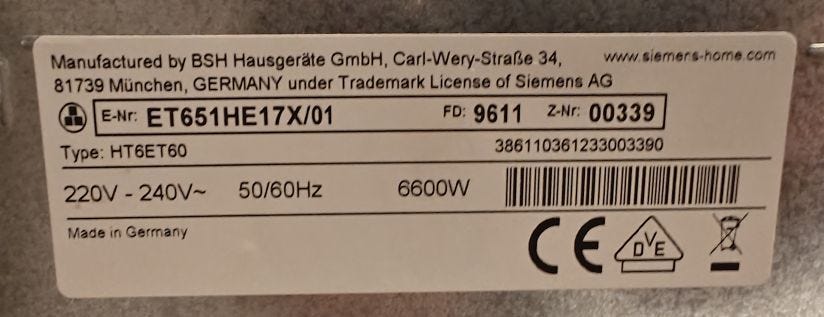 Manufactured by BSH Hausgeräte GmbH, Carl-Wery-Straße 34, www.siemens-home.com
81739 München, GERMANY under Trademark License of Siemens AG
E-Nr: ET651HE17X/01 FD: 9611 Z-Nr: 00339
Type: HT6ET60 386110361233003390
220V - 240V~ 50/60Hz 6600W
Made in Germany
CE DVE